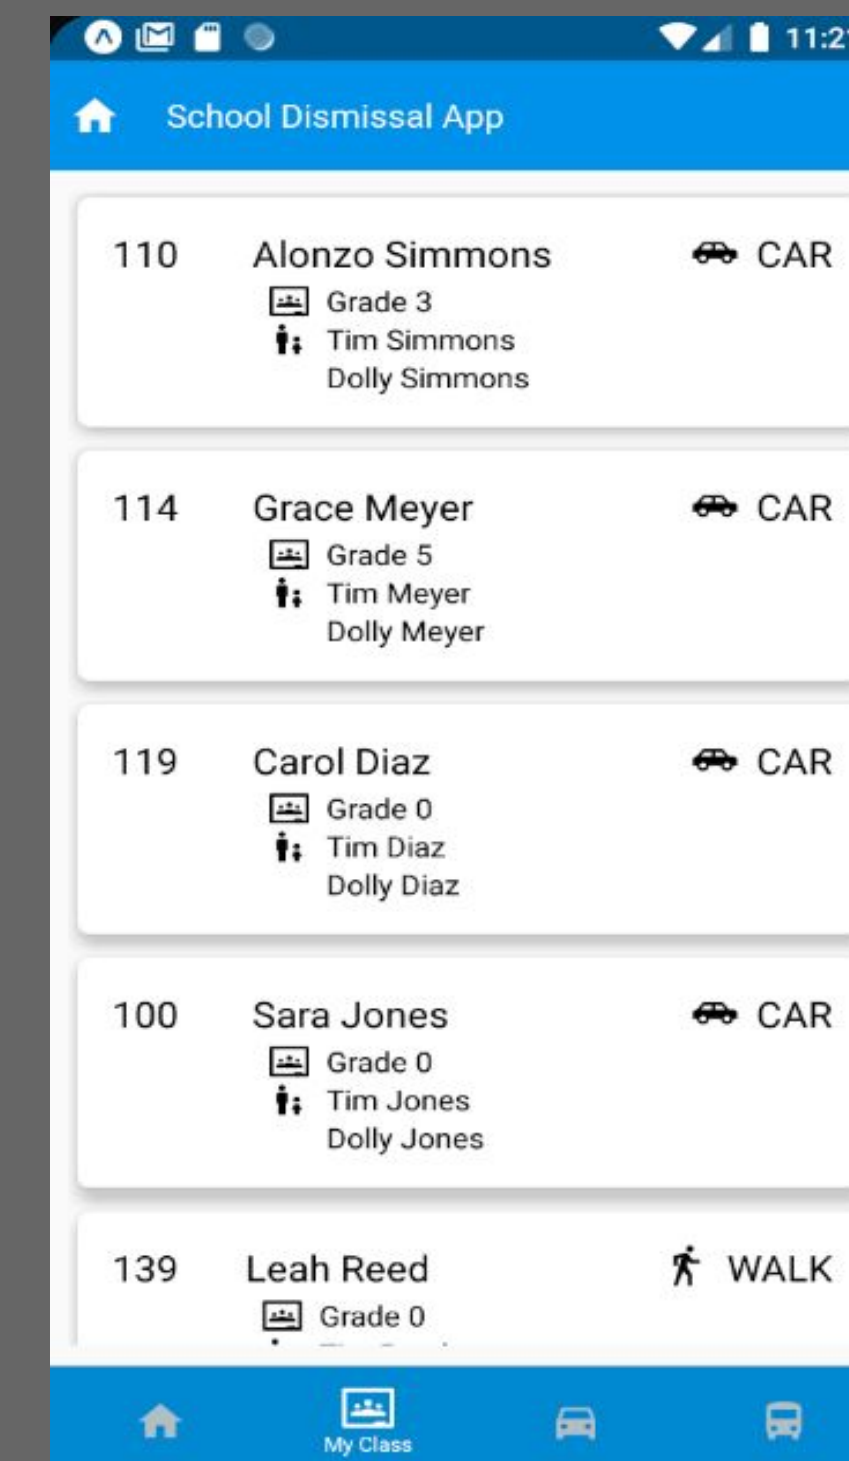 11:21
School Dismissal App
110 Alonzo Simmons CAR
Grade 3
Tim Simmons
Dolly Simmons
114 Grace Meyer CAR
Grade 5
Tim Meyer
Dolly Meyer
119 Carol Diaz CAR
Grade 0
Tim Diaz
Dolly Diaz
100 Sara Jones CAR
Grade 0
Tim Jones
Dolly Jones
139 Leah Reed WALK
Grade 0
My Class